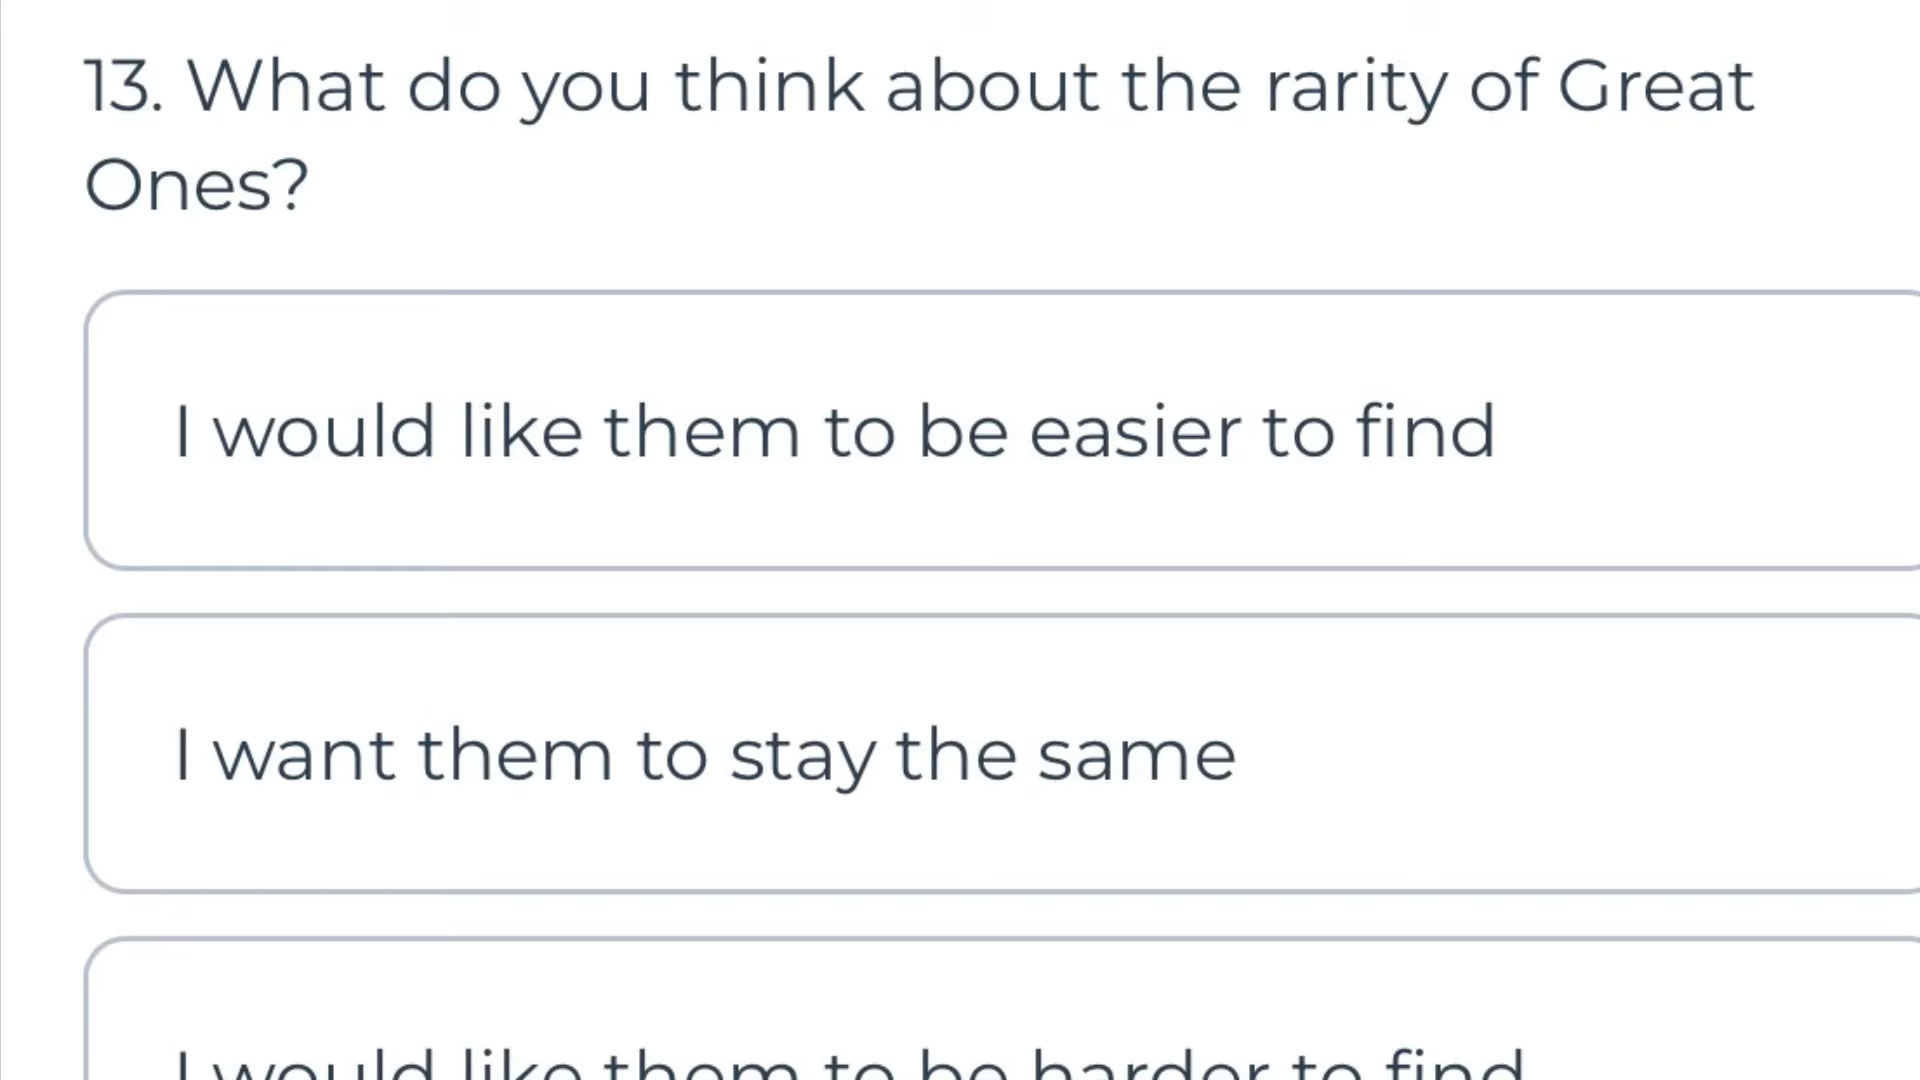 13. What do you think about the rarity of Great
Ones?
I would like them to be easier to find
I want them to stay the same
I would like them to be harder to find